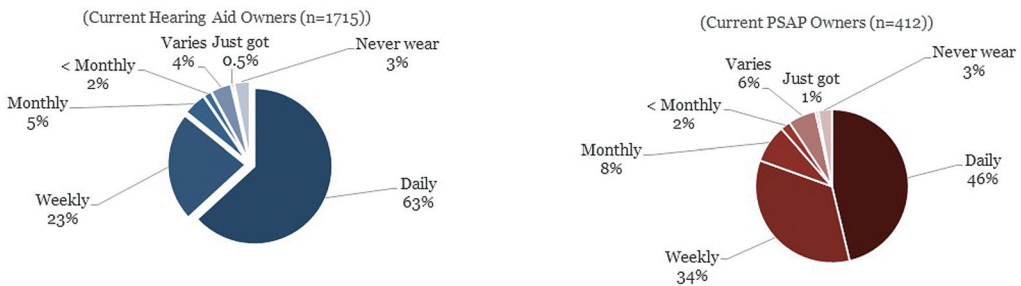 (Current Hearing Aid Owners (n=1715))
Varies
4%
Just got
0.5%
Never wear
3%
< Monthly
2%
Monthly
5%
Weekly
23%
Daily
63%
(Current PSAP Owners (n=412))
Varies
6%
Just got
1%
Never wear
3%
< Monthly
2%
Monthly
8%
Daily
46%
Weekly
34%